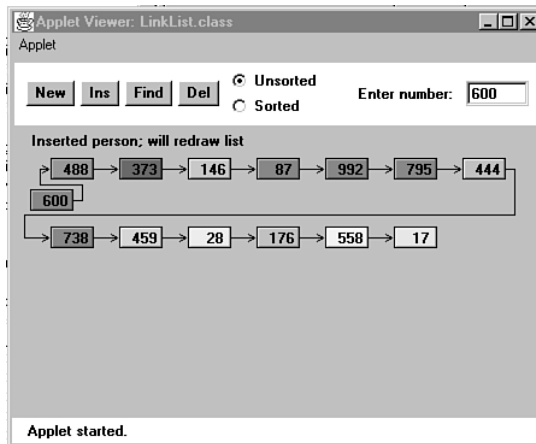 Applet Viewer: LinkList.class
Applet
New Ins Find Del Unsorted Sorted Enter number: 600
Inserted person; will redraw list
488 373 146 87 992 795 444
600
738 459 28 176 558 17
Applet started.